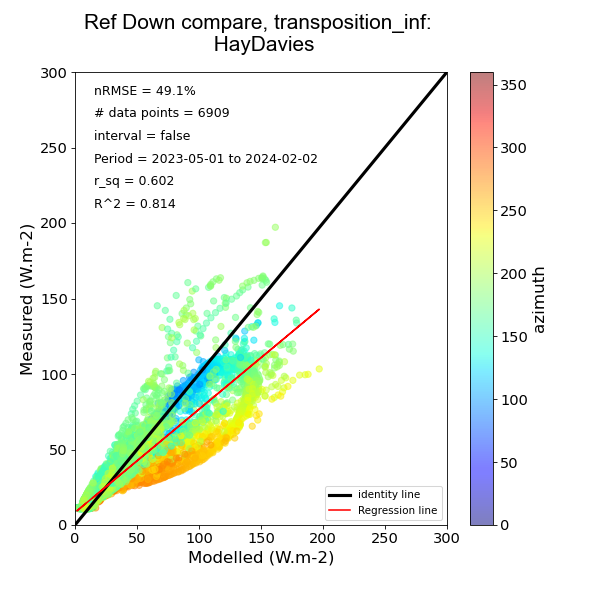 Ref Down compare, transposition_inf:
HayDavies
nRMSE = 49.1%
# data points = 6909
interval = false
Period = 2023-05-01 to 2024-02-02
r_sq = 0.602
R^2 = 0.814
300
250
200
150
100
50
0
Measured (W.m-2)
0 50 100 150 200 250 300
Modelled (W.m-2)
identity line
Regression line
350
300
250
200
150
100
50
0
azimuth